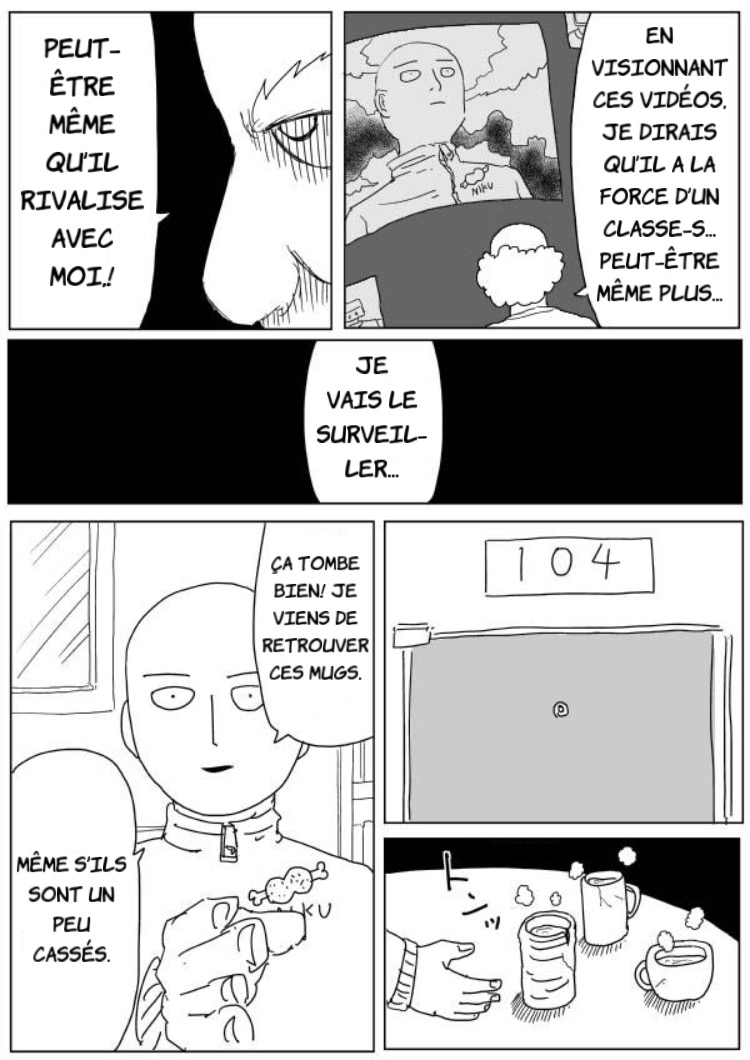 EN
VISIONNANT
CES VIDÉOS,
JE DIRAIS
QU'IL A LA
FORCE D'UN
CLASSE-S...
PEUT-ÊTRE
MÊME PLUS...
NIKU
PEUT-
ÊTRE
MÊME
QU'IL
RIVALISE
AVEC
MOI,!
JE
VAIS LE
SURVEIL-
LER...
104
トンッ
ÇA TOMBE
BIEN! JE
VIENS DE
RETROUVER
CES MUGS.
MÊME S'ILS
SONT UN
PEU
CASSÉS.
IKU